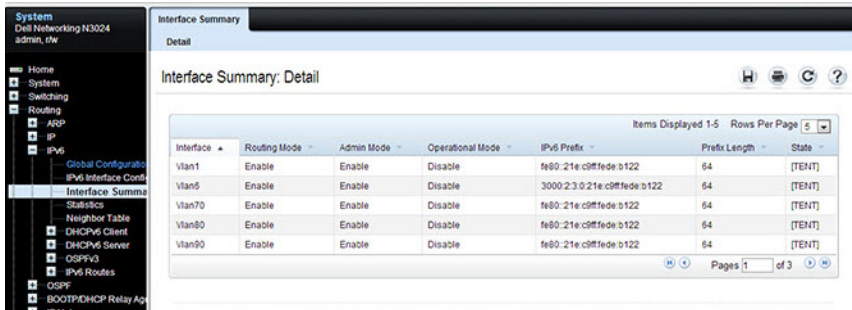 System
Dell Networking N3024
admin, r/w
Home
System
Switching
Routing
ARP
IP
IPv6
Global Configuratio
IPv6 Interface Confi
Interface Summa
Statistics
Neighbor Table
DHCPv6 Client
DHCPv6 Server
OSPFv3
IPv6 Routes
OSPF
BOOTP/DHCP Relay Age
Interface Summary
Detail
Interface Summary: Detail
Items Displayed 1-5 Rows Per Page 5
Interface Routing Mode Admin Mode Operational Mode IPv6 Prefix Prefix Length State
Vlan1 Enable Enable Disable fe80::21e:c9ff:fede:b122 64 [TENT]
Vlan5 Enable Enable Disable 3000:2:3:0:21e:c9ff:fede:b122 64 [TENT]
Vlan70 Enable Enable Disable fe80::21e:c9ff:fede:b122 64 [TENT]
Vlan80 Enable Enable Disable fe80::21e:c9ff:fede:b122 64 [TENT]
Vlan90 Enable Enable Disable fe80::21e:c9ff:fede:b122 64 [TENT]
Pages 1 of 3